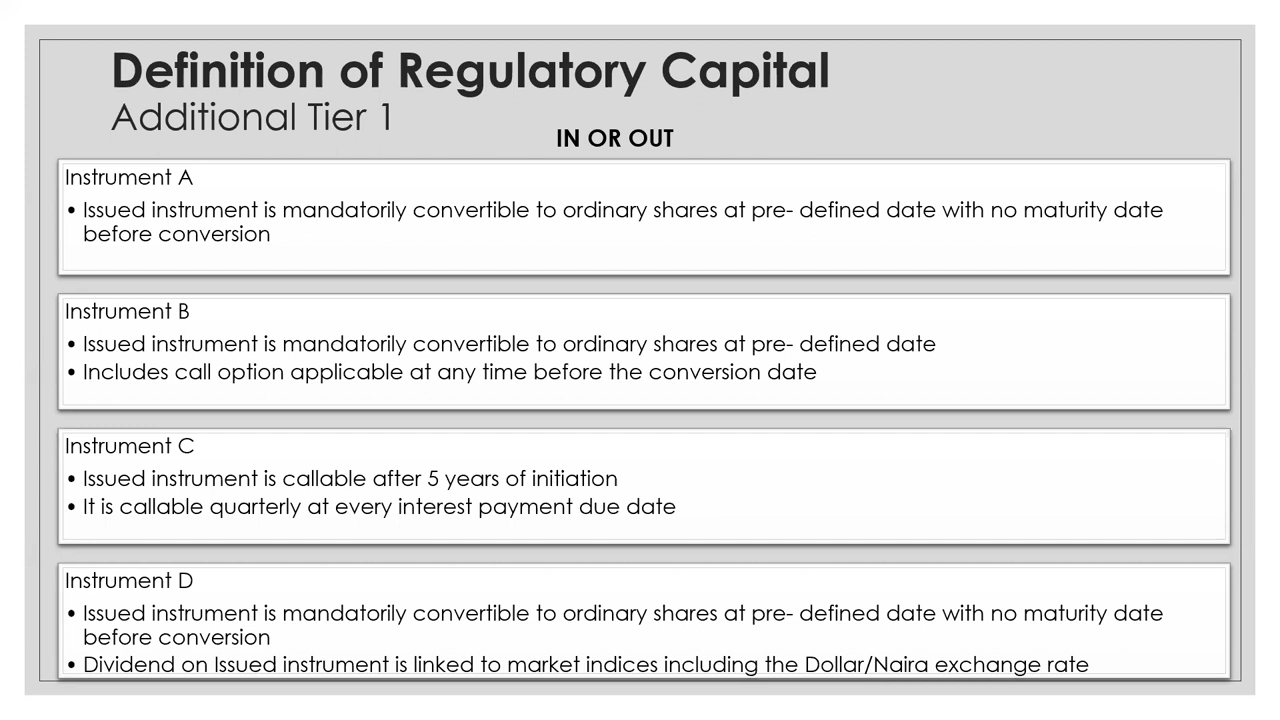 Definition of Regulatory Capital
Additional Tier 1
IN OR OUT
Instrument A
• Issued instrument is mandatorily convertible to ordinary shares at pre- defined date with no maturity date
before conversion
Instrument B
• Issued instrument is mandatorily convertible to ordinary shares at pre- defined date
• Includes call option applicable at any time before the conversion date
Instrument C
• Issued instrument is callable after 5 years of initiation
• It is callable quarterly at every interest payment due date
Instrument D
• Issued instrument is mandatorily convertible to ordinary shares at pre- defined date with no maturity date
before conversion
• Dividend on Issued instrument is linked to market indices including the Dollar/Naira exchange rate